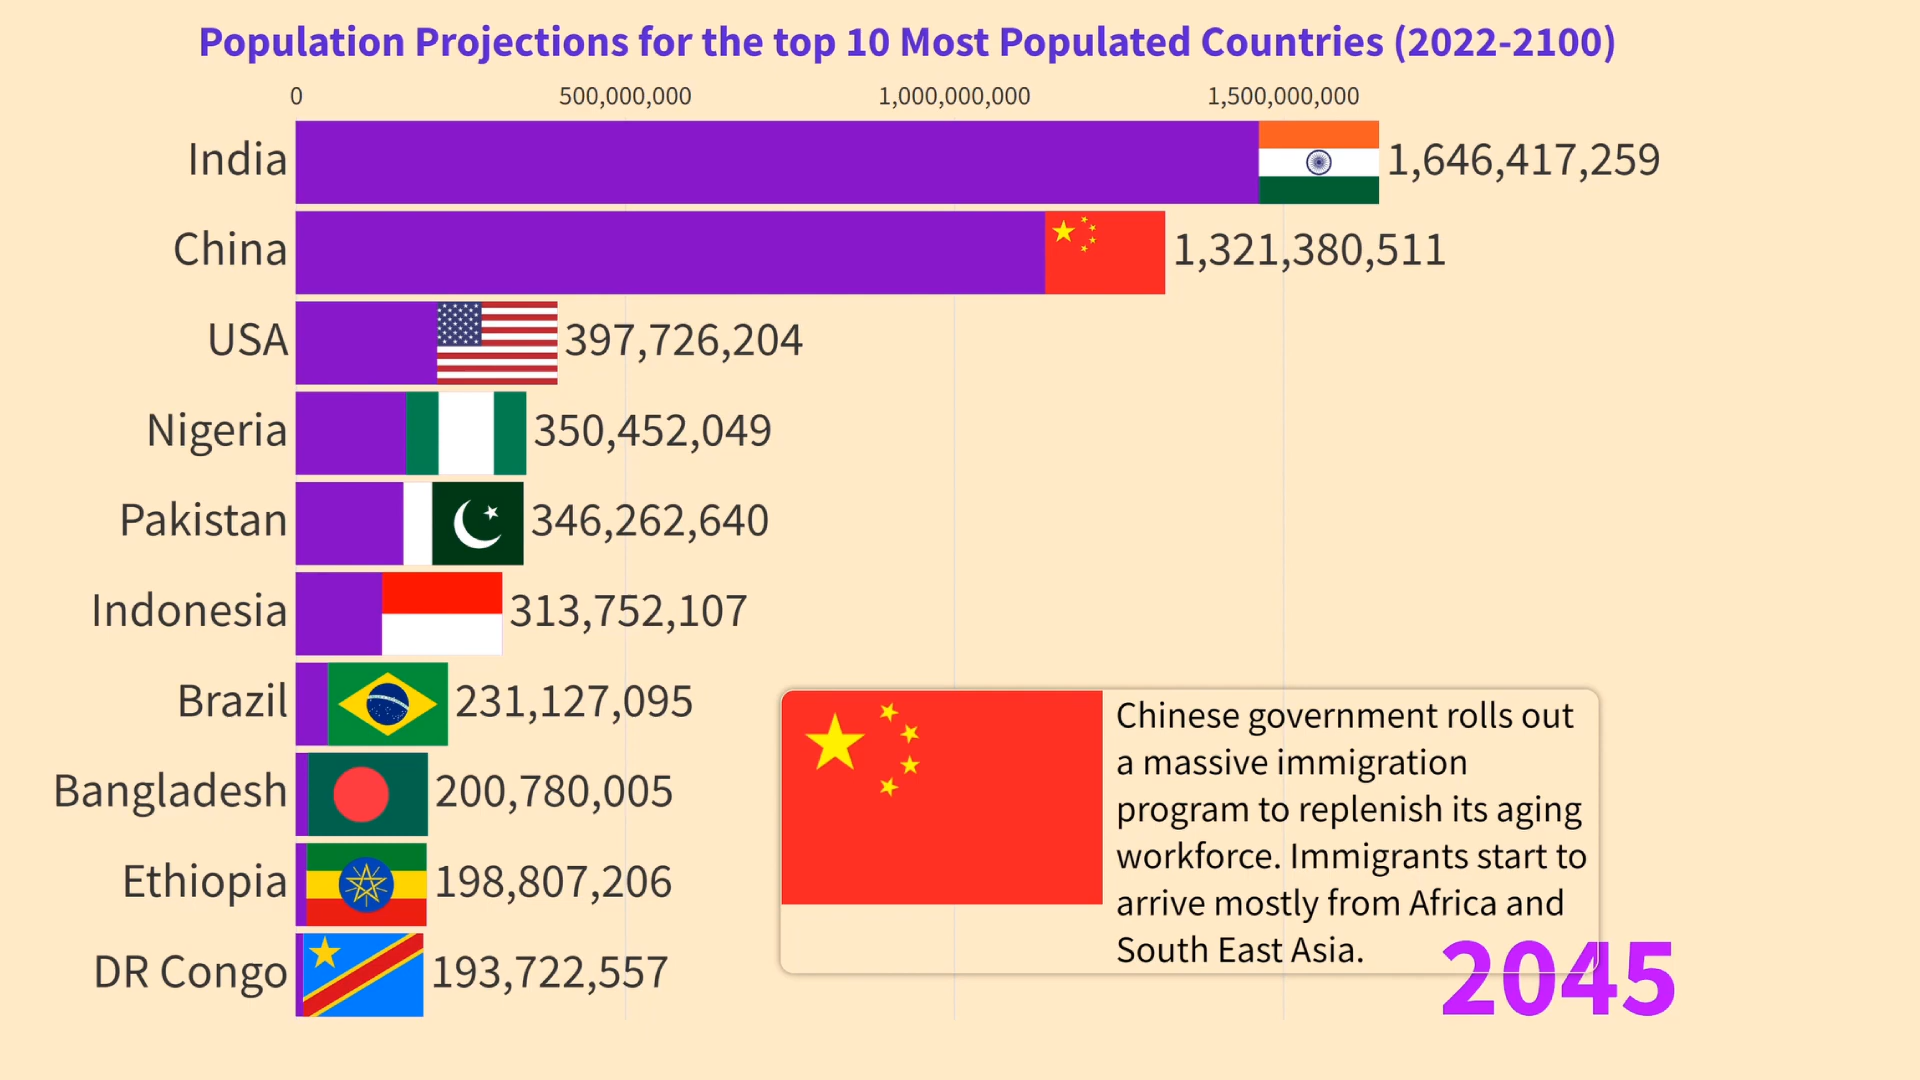 Population Projections for the top 10 Most Populated Countries (2022-2100)
0 500,000,000 1,000,000,000 1,500,000,000
India 1,646,417,259
China 1,321,380,511
USA 397,726,204
Nigeria 350,452,049
Pakistan 346,262,640
Indonesia 313,752,107
Brazil 231,127,095
Bangladesh 200,780,005
Ethiopia 198,807,206
DR Congo 193,722,557
Chinese government rolls out
a massive immigration
program to replenish its aging
workforce. Immigrants start to
arrive mostly from Africa and
South East Asia.
2045